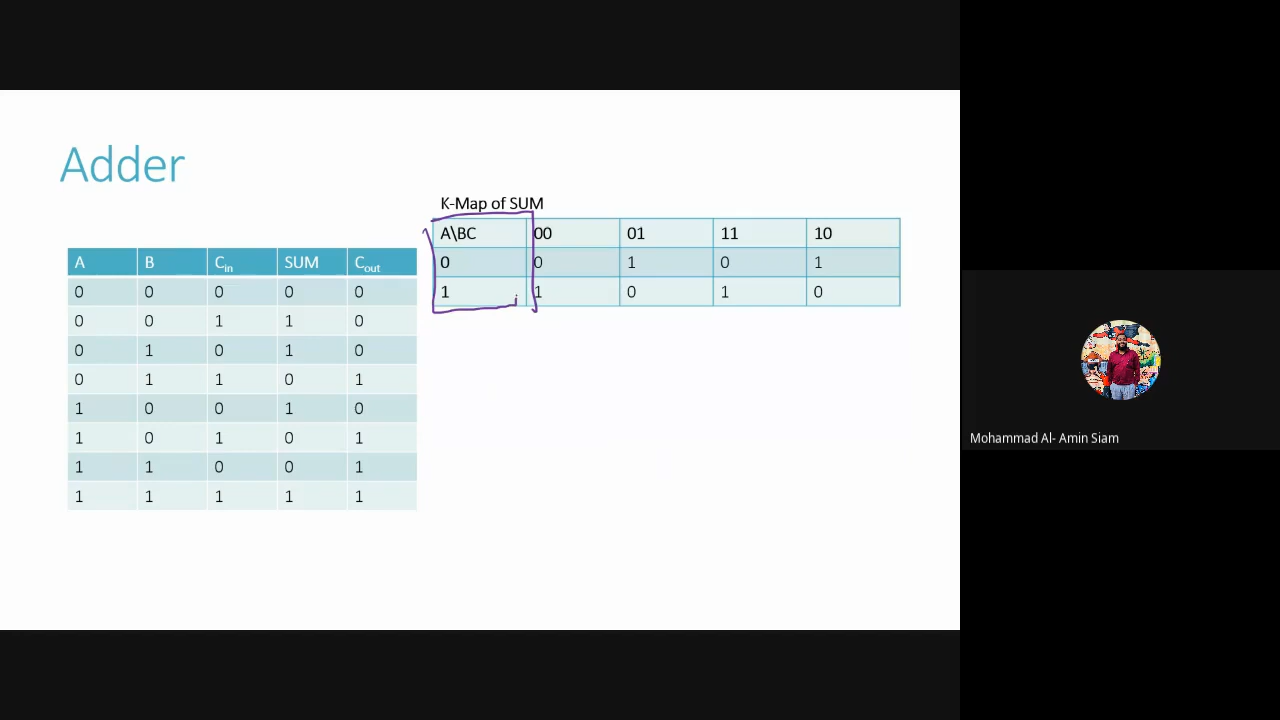 Adder
K-Map of SUM
A\BC 00 01 11 10
0 0 1 0 1
1 1 0 1 0
A B Cin SUM Cout
0 0 0 0 0
0 0 1 1 0
0 1 0 1 0
0 1 1 0 1
1 0 0 1 0
1 0 1 0 1
1 1 0 0 1
1 1 1 1 1
Mohammad Al- Amin Siam